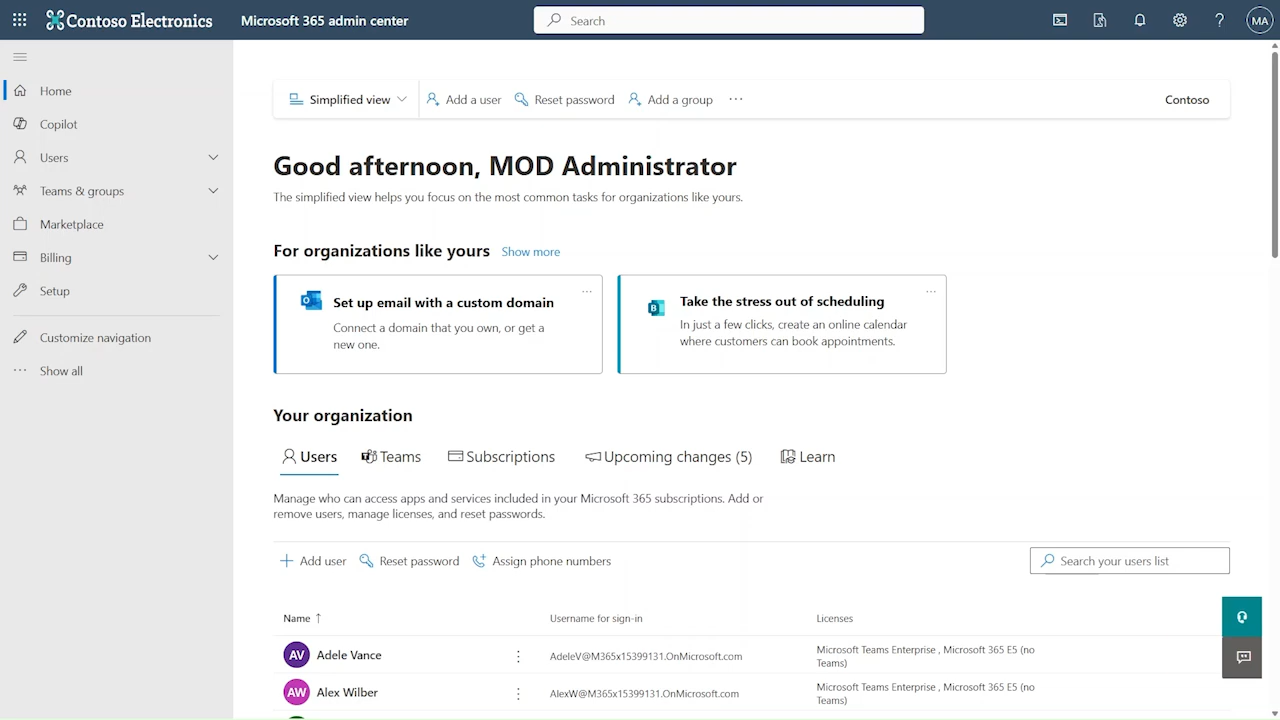 Contoso Electronics
Microsoft 365 admin center
Search
MA
Home
Copilot
Users
Teams & groups
Marketplace
Billing
Setup
Customize navigation
Show all
Simplified view
Add a user
Reset password
Add a group
Contoso
Good afternoon, MOD Administrator
The simplified view helps you focus on the most common tasks for organizations like yours.
For organizations like yours
Show more
Set up email with a custom domain
Connect a domain that you own, or get a
new one.
Take the stress out of scheduling
In just a few clicks, create an online calendar
where customers can book appointments.
Your organization
Users
Teams
Subscriptions
Upcoming changes (5)
Learn
Manage who can access apps and services included in your Microsoft 365 subscriptions. Add or
remove users, manage licenses, and reset passwords.
Add user
Reset password
Assign phone numbers
Search your users list
Name ↑
Username for sign-in
Licenses
AV
Adele Vance
AdeleV@M365x15399131.OnMicrosoft.com
Microsoft Teams Enterprise , Microsoft 365 E5 (no
Teams)
AW
Alex Wilber
AlexW@M365x15399131.OnMicrosoft.com
Microsoft Teams Enterprise , Microsoft 365 E5 (no
Teams)